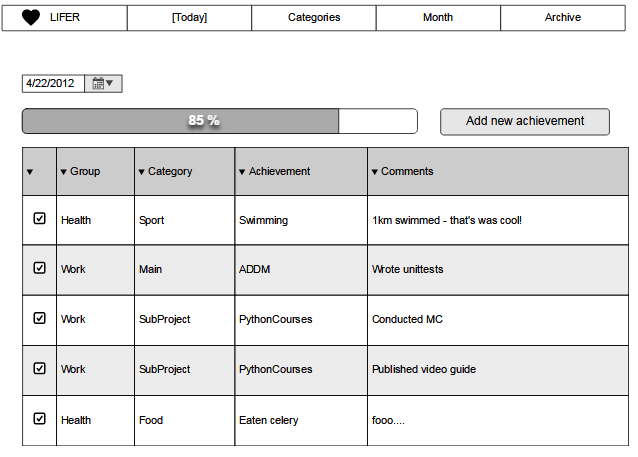 LIFER [Today] Categories Month Archive
4/22/2012
85 % Add new achievement
Group Category Achievement Comments
Health Sport Swimming 1km swimmed - that's was cool!
Work Main ADDM Wrote unittests
Work SubProject PythonCourses Conducted MC
Work SubProject PythonCourses Published video guide
Health Food Eaten celery fooo....